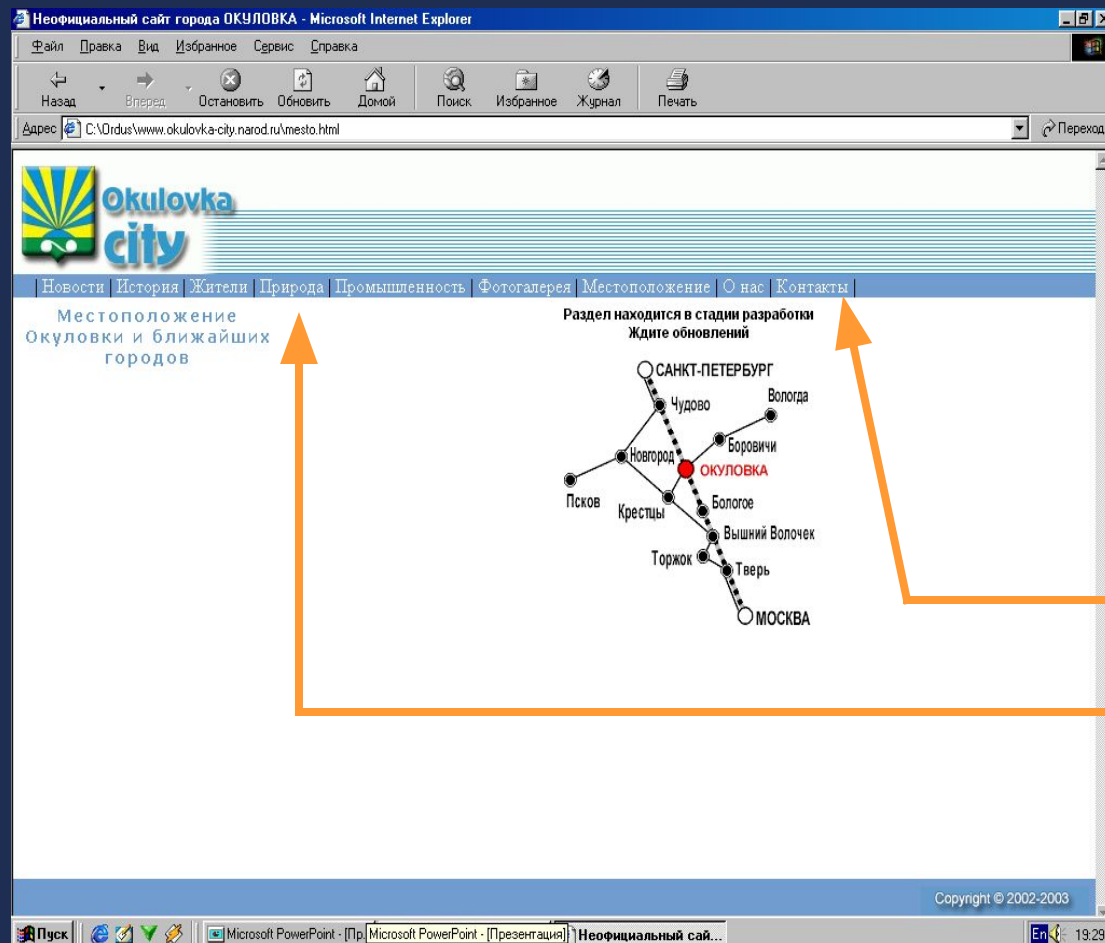 Неофициальный сайт города ОКУЛОВКА - Microsoft Internet Explorer
Файл Правка Вид Избранное Сервис Справка
Назад Вперед Остановить Обновить Домой Поиск Избранное Журнал Печать
Адрес C:\Ordus\www.okulovka-city.narod.ru\mesto.html Переход
Okulovka
city
|Новости|История|Жители|Природа|Промышленность|Фотогалерея|Местоположение|О нас|Контакты|
Местоположение
Окуловки и ближайших
городов
Раздел находится в стадии разработки
Ждите обновлений
САНКТ-ПЕТЕРБУРГ
Чудово
Вологда
Боровичи
Новгород
ОКУЛОВКА
Псков
Крестцы
Бологое
Вышний Волочек
Торжок
Тверь
МОСКВА
Copyright © 2002-2003
Пуск Microsoft PowerPoint - [Пр. Microsoft PowerPoint - [Презентация] Неофициальный сай... En 19:29